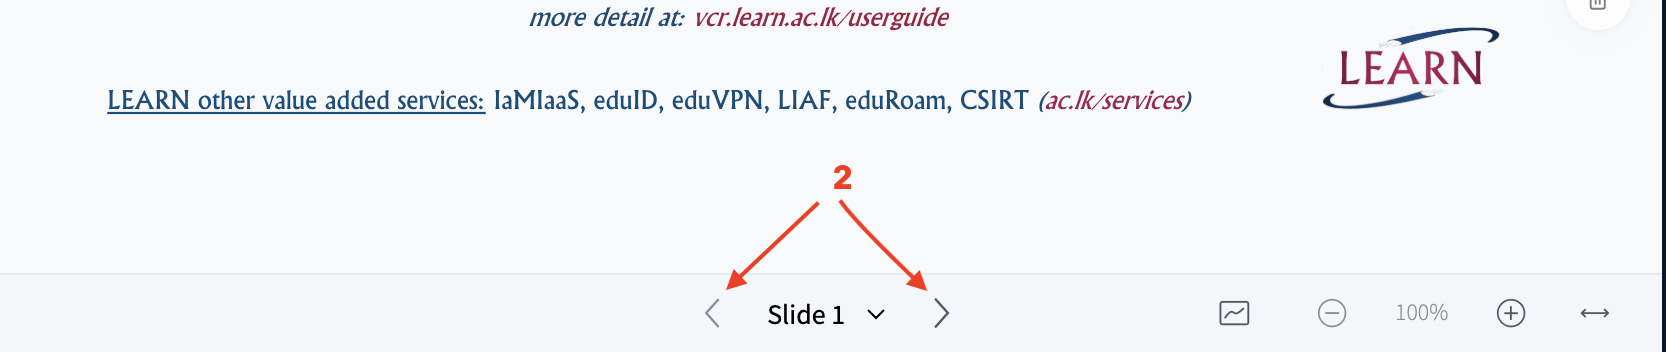 more detail at: vcr.learn.ac.lk/userguide
LEARN
LEARN other value added services: IaMIaaS, eduID, eduVPN, LIAF, eduRoam, CSIRT (ac.lk/services)
2
Slide 1
100%